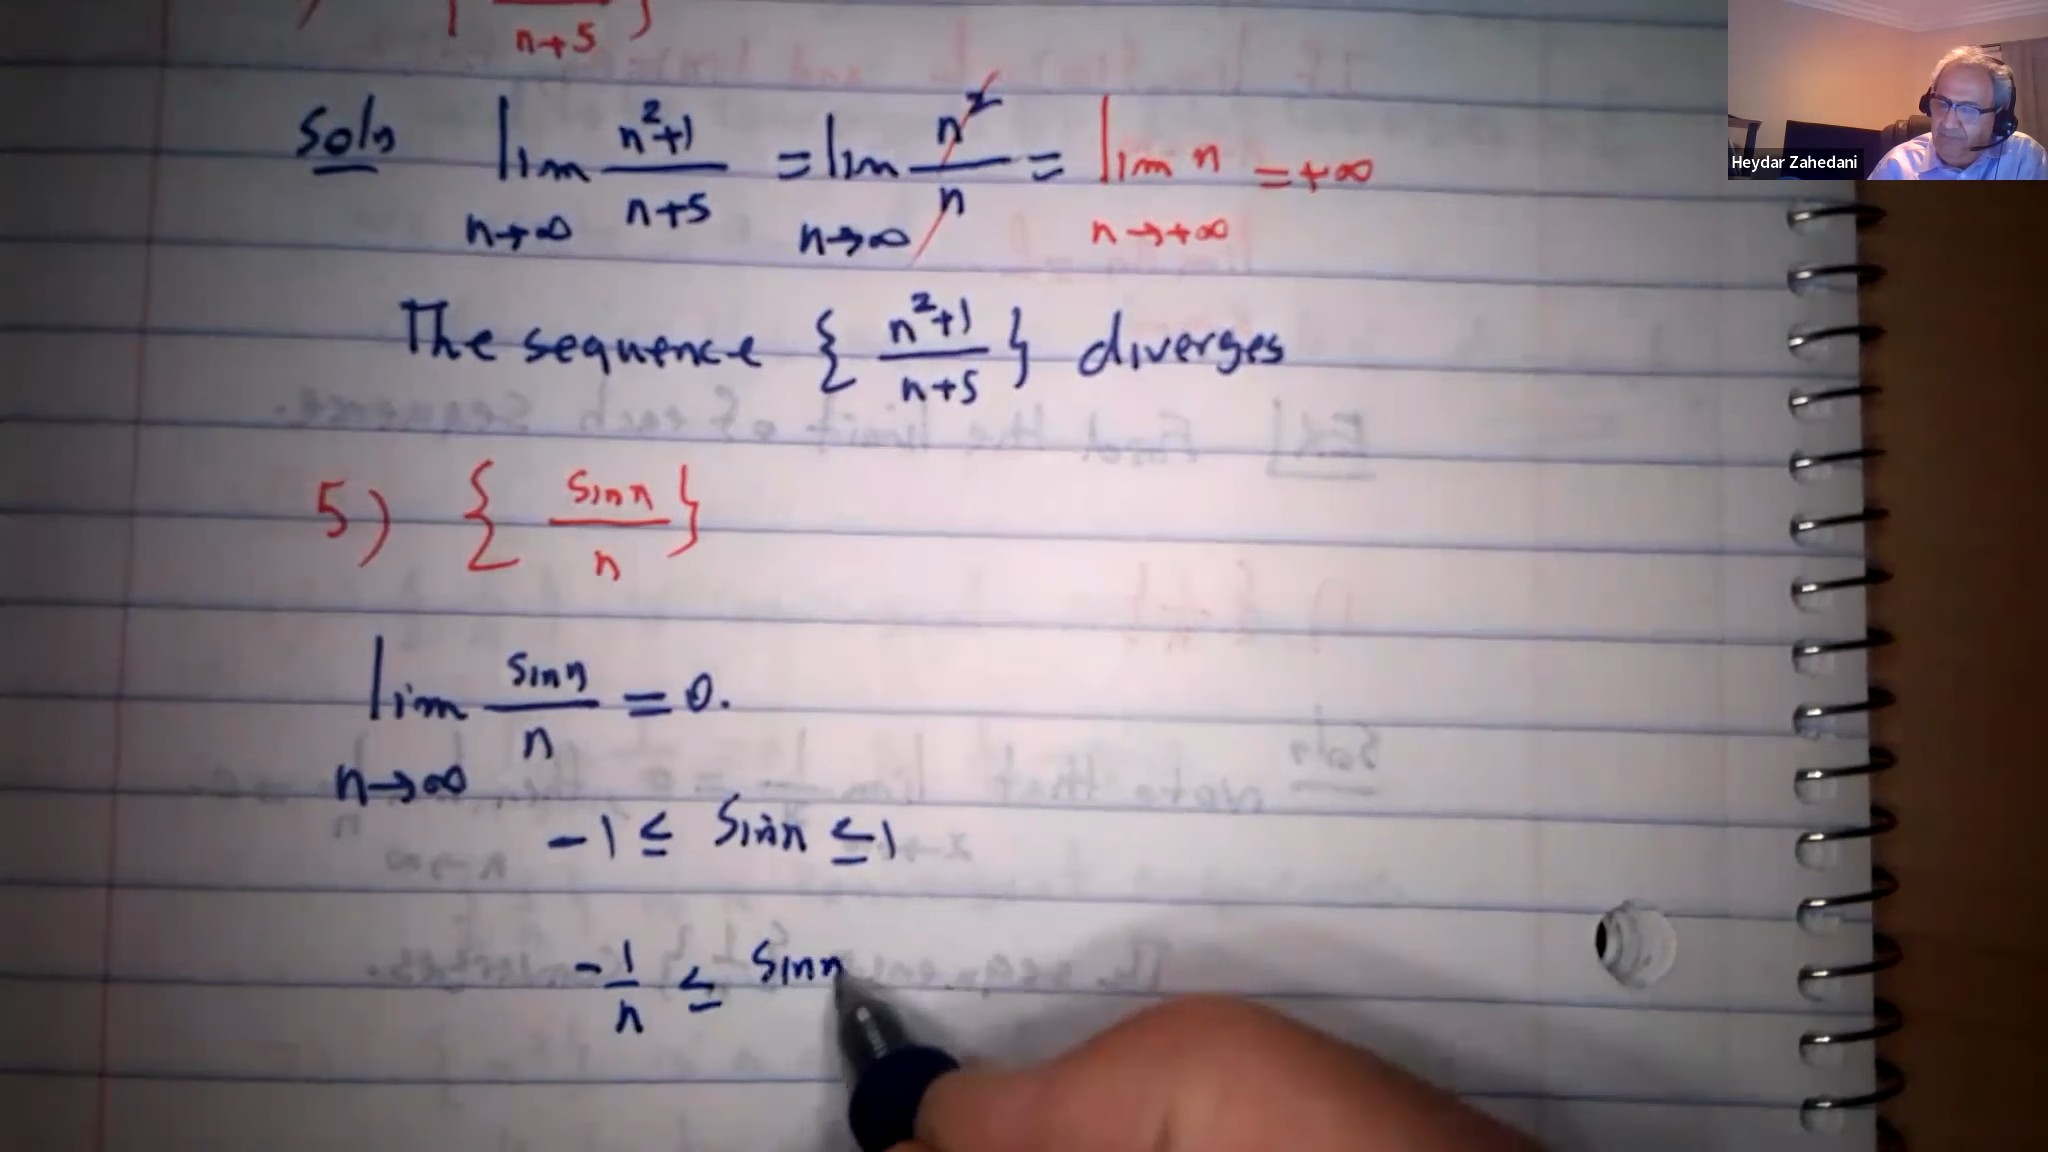 n+5
Soln lim n→∞ n²+1/n+5 = lim n→∞ n²/n = lim n→+∞ n = +∞
The sequence { n²+1/n+5 } diverges
5) { sin n/n }
lim n→∞ sin n/n = 0.
-1 ≤ Sin n ≤ 1
-1/n ≤ Sin n
Heydar Zahedani